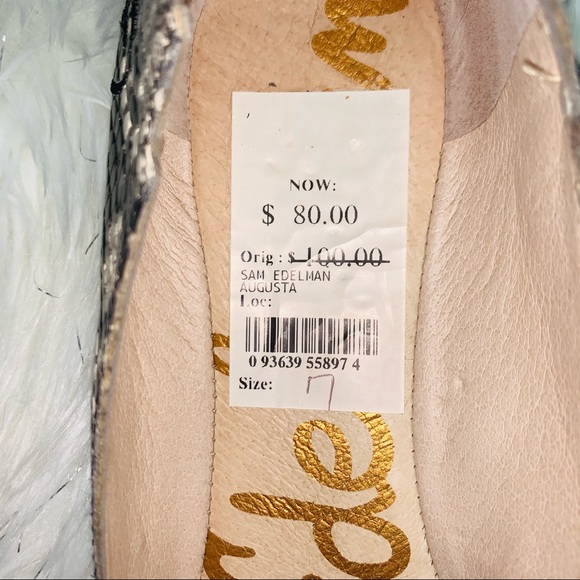 NOW:
$ 80.00
Orig : $ 100.00
SAM EDELMAN
AUGUSTA
Loc:
0 93639 55897 4
Size: 7